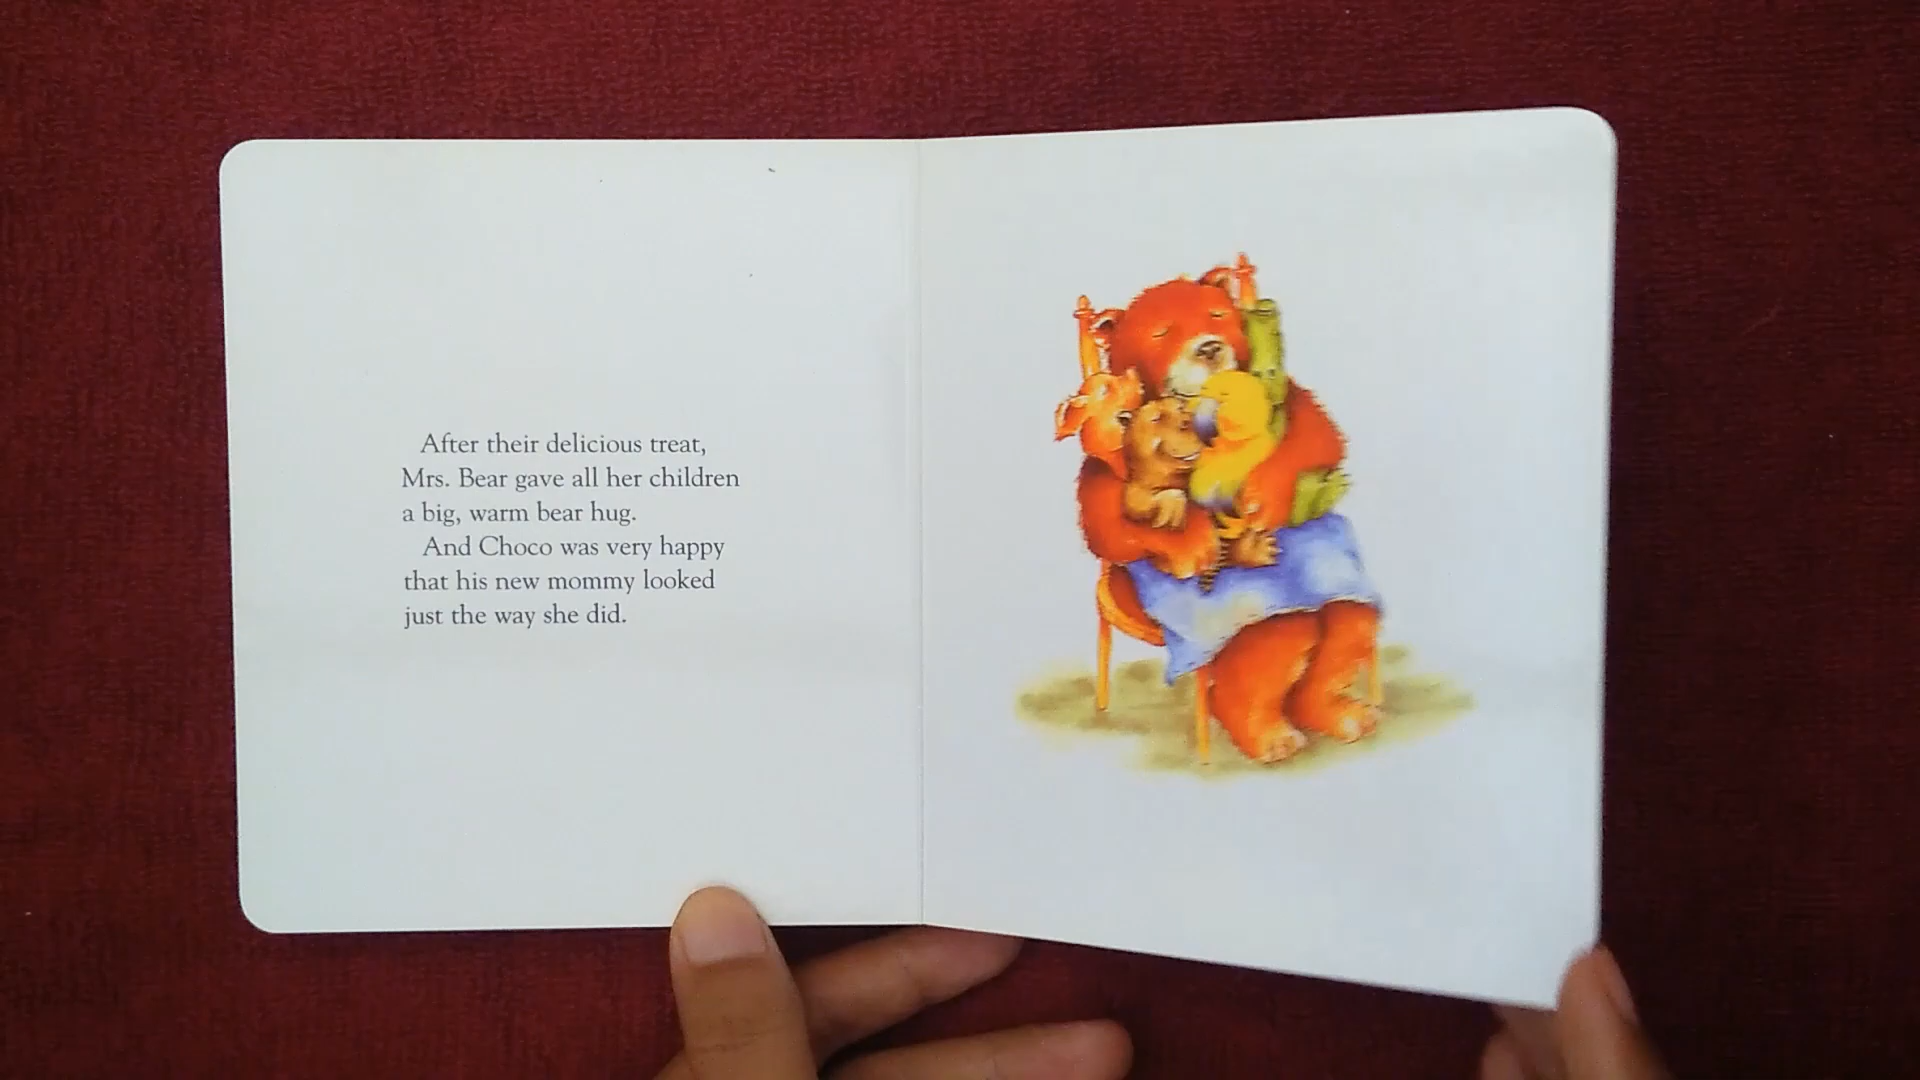 After their delicious treat,
Mrs. Bear gave all her children
a big, warm bear hug.
And Choco was very happy
that his new mommy looked
just the way she did.